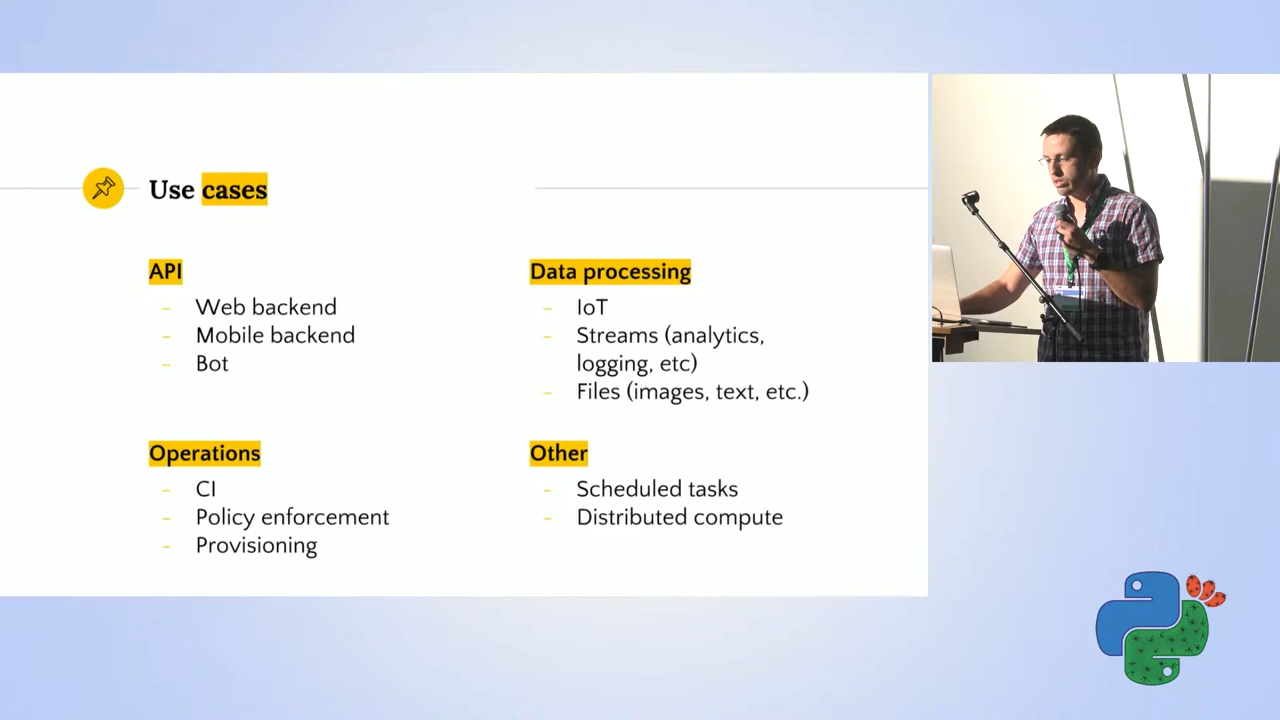 Use cases
API
- Web backend
- Mobile backend
- Bot
Data processing
- IoT
- Streams (analytics,
logging, etc)
- Files (images, text, etc.)
Operations
- CI
- Policy enforcement
- Provisioning
Other
- Scheduled tasks
- Distributed compute